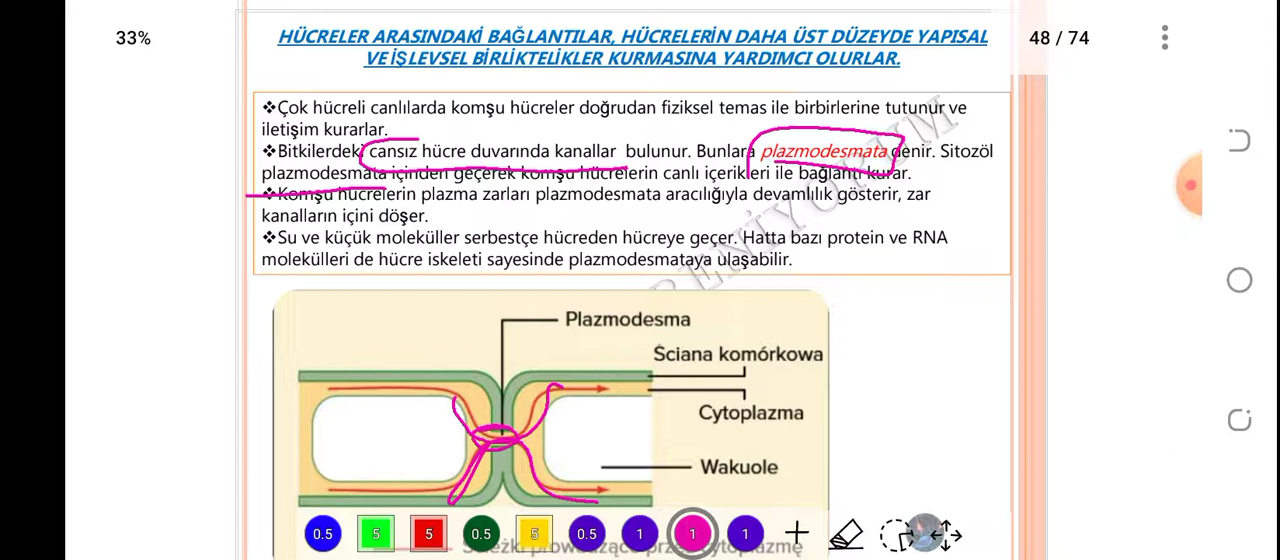 33%
48 / 74
HÜCRELER ARASINDAKİ BAĞLANTILAR, HÜCRELERİN DAHA ÜST DÜZEYDE YAPISAL
VE İŞLEVSEL BİRLİKTELİKLER KURMASINA YARDIMCI OLURLAR.
❖Çok hücreli canlılarda komşu hücreler doğrudan fiziksel temas ile birbirlerine tutunur ve
iletişim kurarlar.
❖Bitkilerdeki cansız hücre duvarında kanallar bulunur. Bunlara plazmodesmata denir. Sitozöl
plazmodesmata içinden geçerek komşu hücrelerin canlı içerikleri ile bağlantı kurar.
❖Komşu hücrelerin plazma zarları plazmodesmata aracılığıyla devamlılık gösterir, zar
kanalların içini döşer.
❖Su ve küçük moleküller serbestçe hücreden hücreye geçer. Hatta bazı protein ve RNA
molekülleri de hücre iskeleti sayesinde plazmodesmataya ulaşabilir.
Plazmodesma
Ściana komórkowa
Cytoplazma
Wakuole
0.5 5 5 0.5 5 0.5 1 1 1
prowadzące przez cytoplazmę